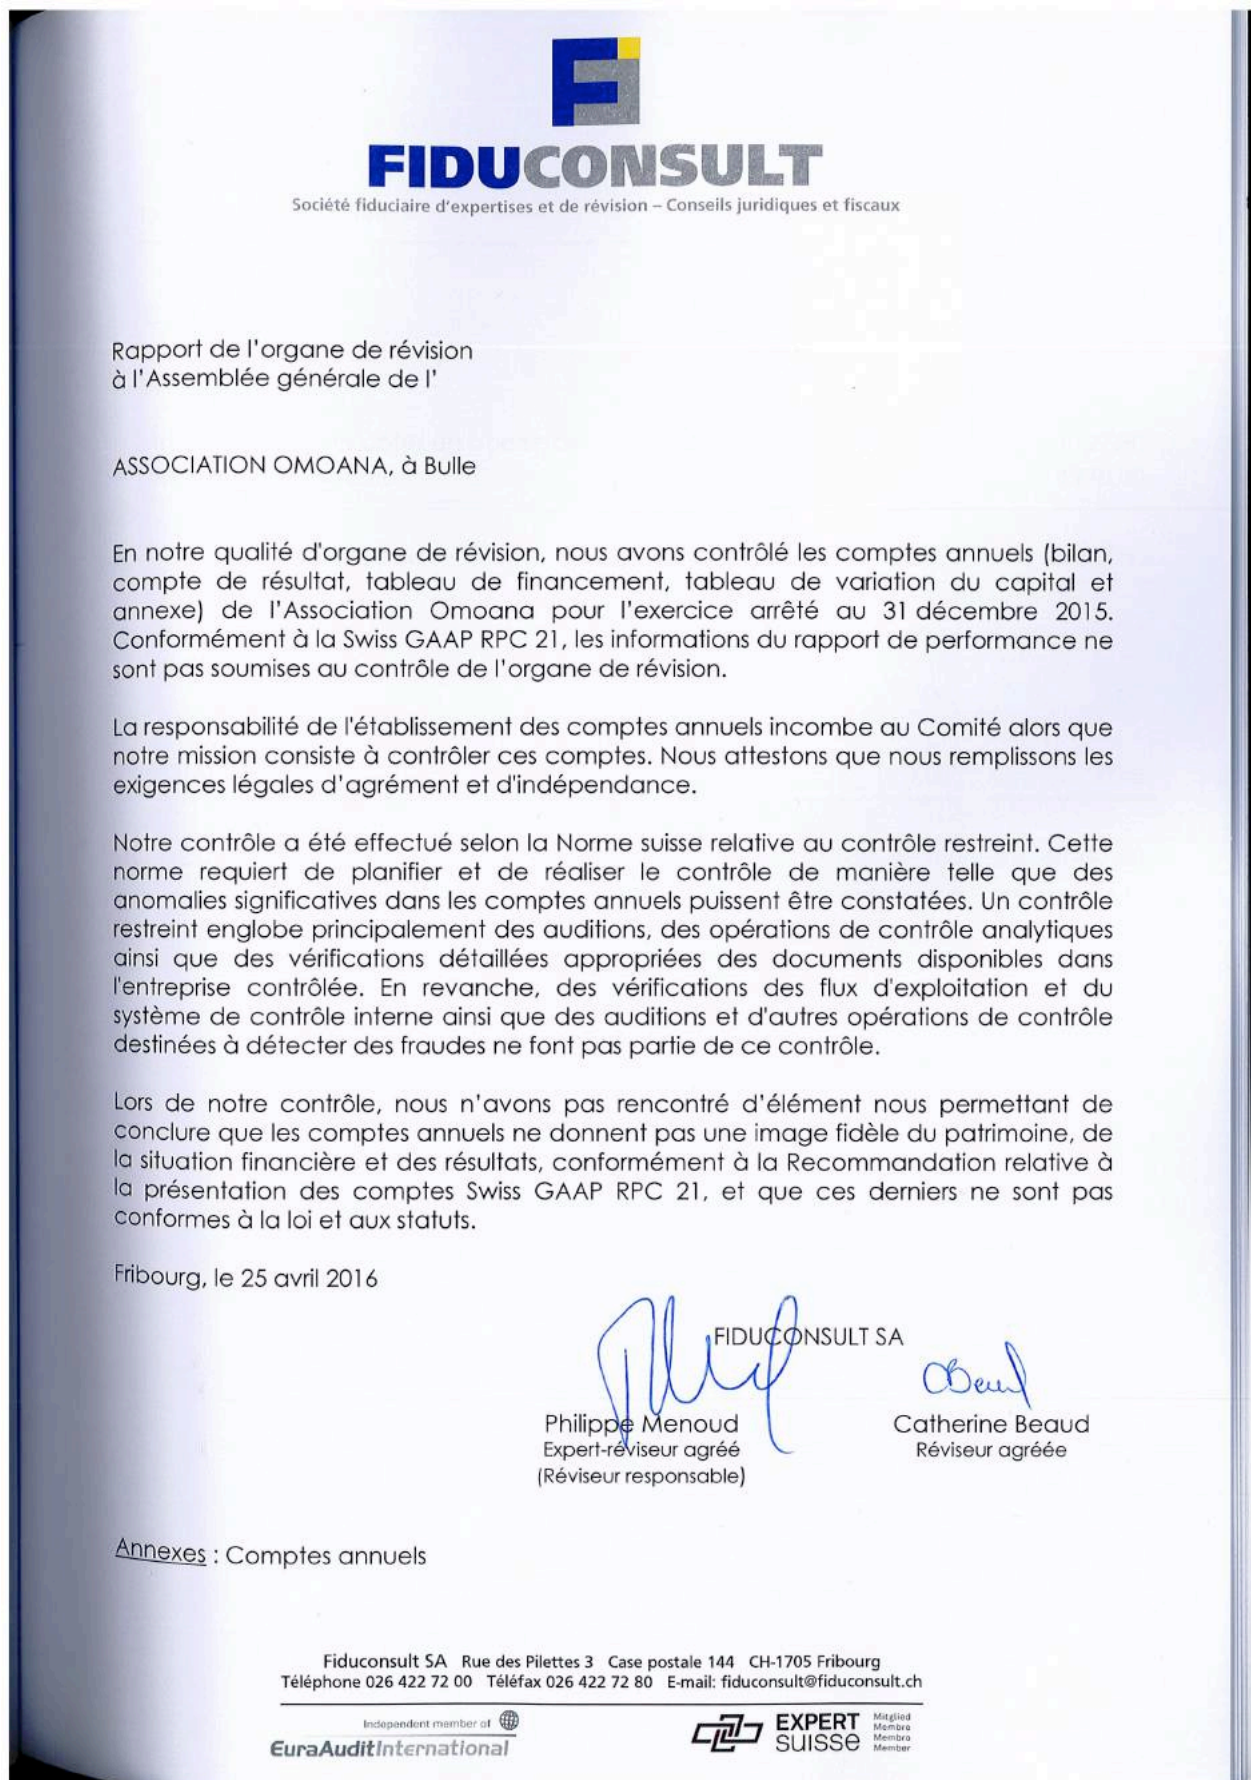 FIDUCONSULT
Société fiduciaire d'expertises et de révision – Conseils juridiques et fiscaux
Rapport de l'organe de révision
à l'Assemblée générale de l'
ASSOCIATION OMOANA, à Bulle
En notre qualité d'organe de révision, nous avons contrôlé les comptes annuels (bilan,
compte de résultat, tableau de financement, tableau de variation du capital et
annexe) de l'Association Omoana pour l'exercice arrêté au 31 décembre 2015.
Conformément à la Swiss GAAP RPC 21, les informations du rapport de performance ne
sont pas soumises au contrôle de l'organe de révision.
La responsabilité de l'établissement des comptes annuels incombe au Comité alors que
notre mission consiste à contrôler ces comptes. Nous attestons que nous remplissons les
exigences légales d'agrément et d'indépendance.
Notre contrôle a été effectué selon la Norme suisse relative au contrôle restreint. Cette
norme requiert de planifier et de réaliser le contrôle de manière telle que des
anomalies significatives dans les comptes annuels puissent être constatées. Un contrôle
restreint englobe principalement des auditions, des opérations de contrôle analytiques
ainsi que des vérifications détaillées appropriées des documents disponibles dans
l'entreprise contrôlée. En revanche, des vérifications des flux d'exploitation et du
système de contrôle interne ainsi que des auditions et d'autres opérations de contrôle
destinées à détecter des fraudes ne font pas partie de ce contrôle.
Lors de notre contrôle, nous n'avons pas rencontré d'élément nous permettant de
conclure que les comptes annuels ne donnent pas une image fidèle du patrimoine, de
la situation financière et des résultats, conformément à la Recommandation relative à
la présentation des comptes Swiss GAAP RPC 21, et que ces derniers ne sont pas
conformes à la loi et aux statuts.
Fribourg, le 25 avril 2016
FIDUCONSULT SA
Philippe Menoud Catherine Beaud
Expert-réviseur agréé Réviseur agréée
(Réviseur responsable)
Annexes : Comptes annuels
Fiduconsult SA Rue des Pilettes 3 Case postale 144 CH-1705 Fribourg
Téléphone 026 422 72 00 Téléfax 026 422 72 80 E-mail: fiduconsult@fiduconsult.ch
Independent member of
EuraAuditInternational
EXPERT
SUISSE
Mitglied
Membre
Membro
Member